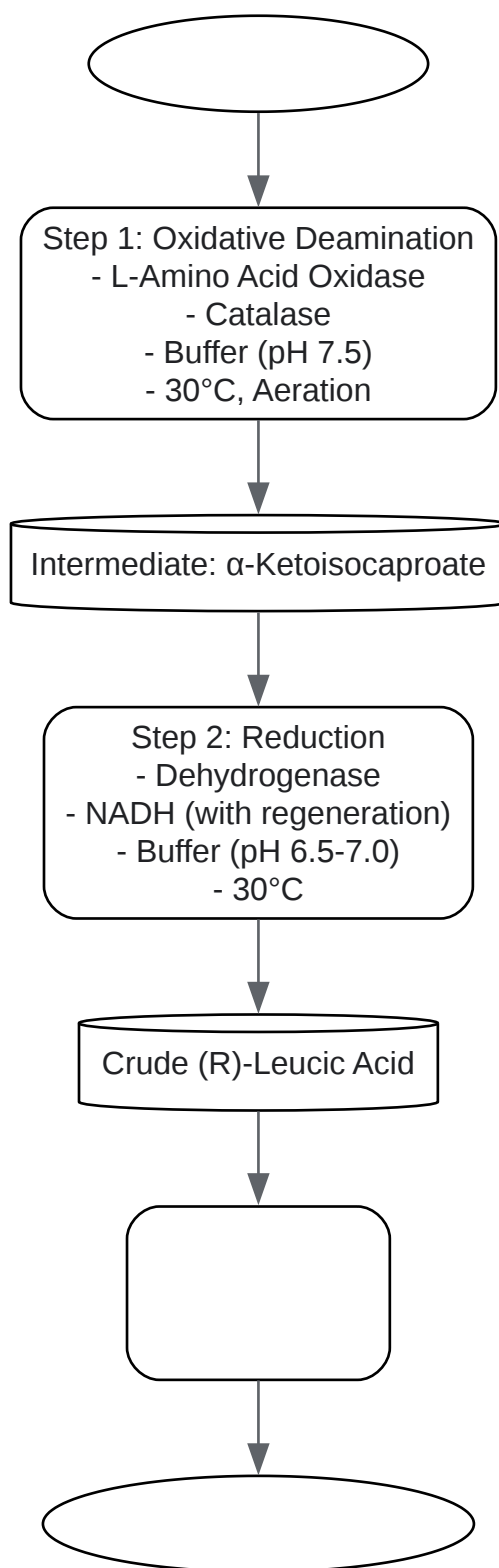 Step 1: Oxidative Deamination
- L-Amino Acid Oxidase
- Catalase
- Buffer (pH 7.5)
- 30°C, Aeration
Intermediate: α-Ketoisocaproate
Step 2: Reduction
- Dehydrogenase
- NADH (with regeneration)
- Buffer (pH 6.5-7.0)
- 30°C
Crude (R)-Leucic Acid